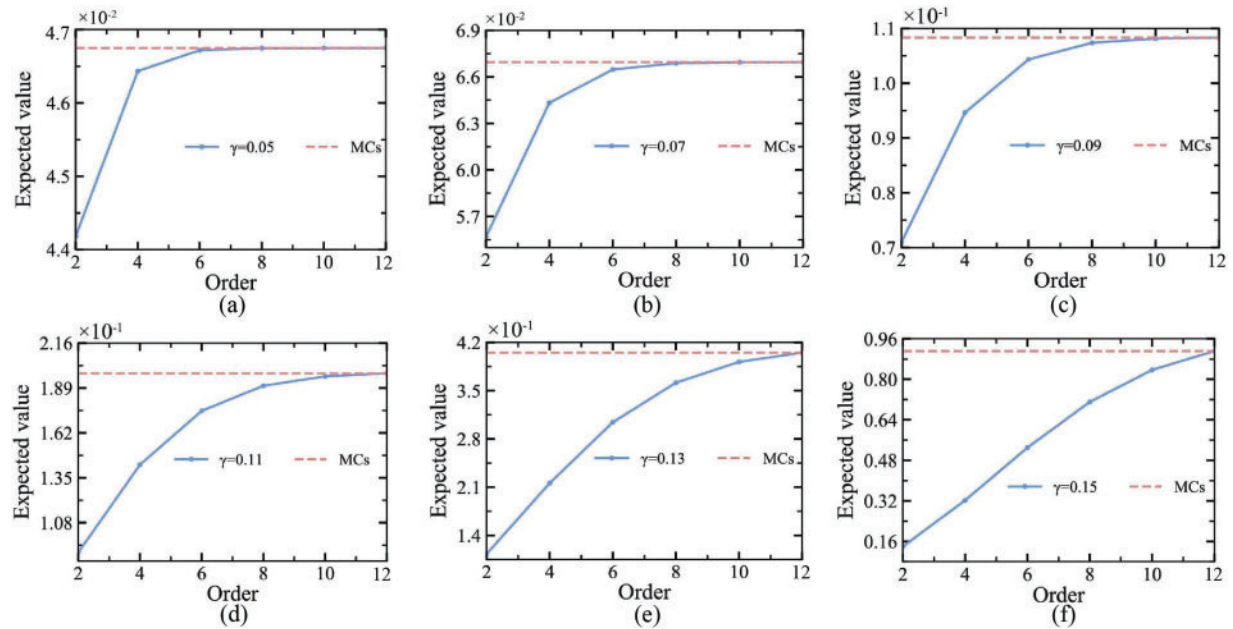 ×10⁻²
4.7
4.6
4.5
4.4
Expected value
γ=0.05 MCs
2 4 6 8 10 12
Order
(a)
×10⁻²
6.9
6.6
6.3
6.0
5.7
Expected value
γ=0.07 MCs
2 4 6 8 10 12
Order
(b)
×10⁻¹
1.1
1.0
0.9
0.8
0.7
Expected value
γ=0.09 MCs
2 4 6 8 10 12
Order
(c)
×10⁻¹
2.16
1.89
1.62
1.35
1.08
Expected value
γ=0.11 MCs
2 4 6 8 10 12
Order
(d)
×10⁻¹
4.2
3.5
2.8
2.1
1.4
Expected value
γ=0.13 MCs
2 4 6 8 10 12
Order
(e)
0.96
0.80
0.64
0.48
0.32
0.16
Expected value
γ=0.15 MCs
2 4 6 8 10 12
Order
(f)